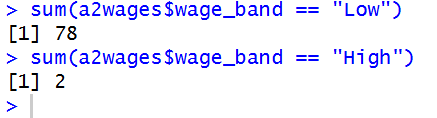 > sum(a2wages$wage_band == "Low")
[1] 78
> sum(a2wages$wage_band == "High")
[1] 2
>